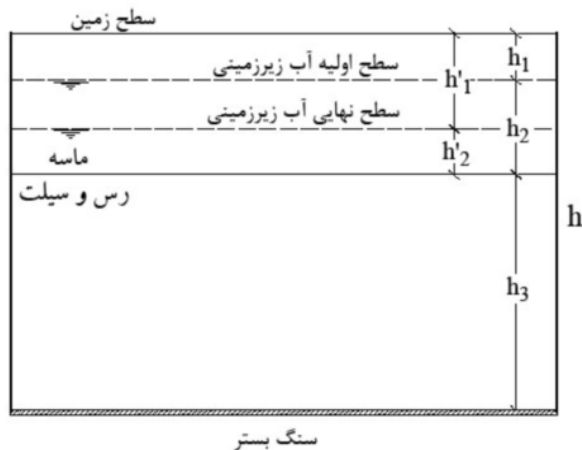 سطح زمین
h1
سطح اولیه آب زیرزمینی
h'1
سطح نهایی آب زیرزمینی
h2
h'2
ماسه
رس و سیلت
h
h3
سنگ بستر